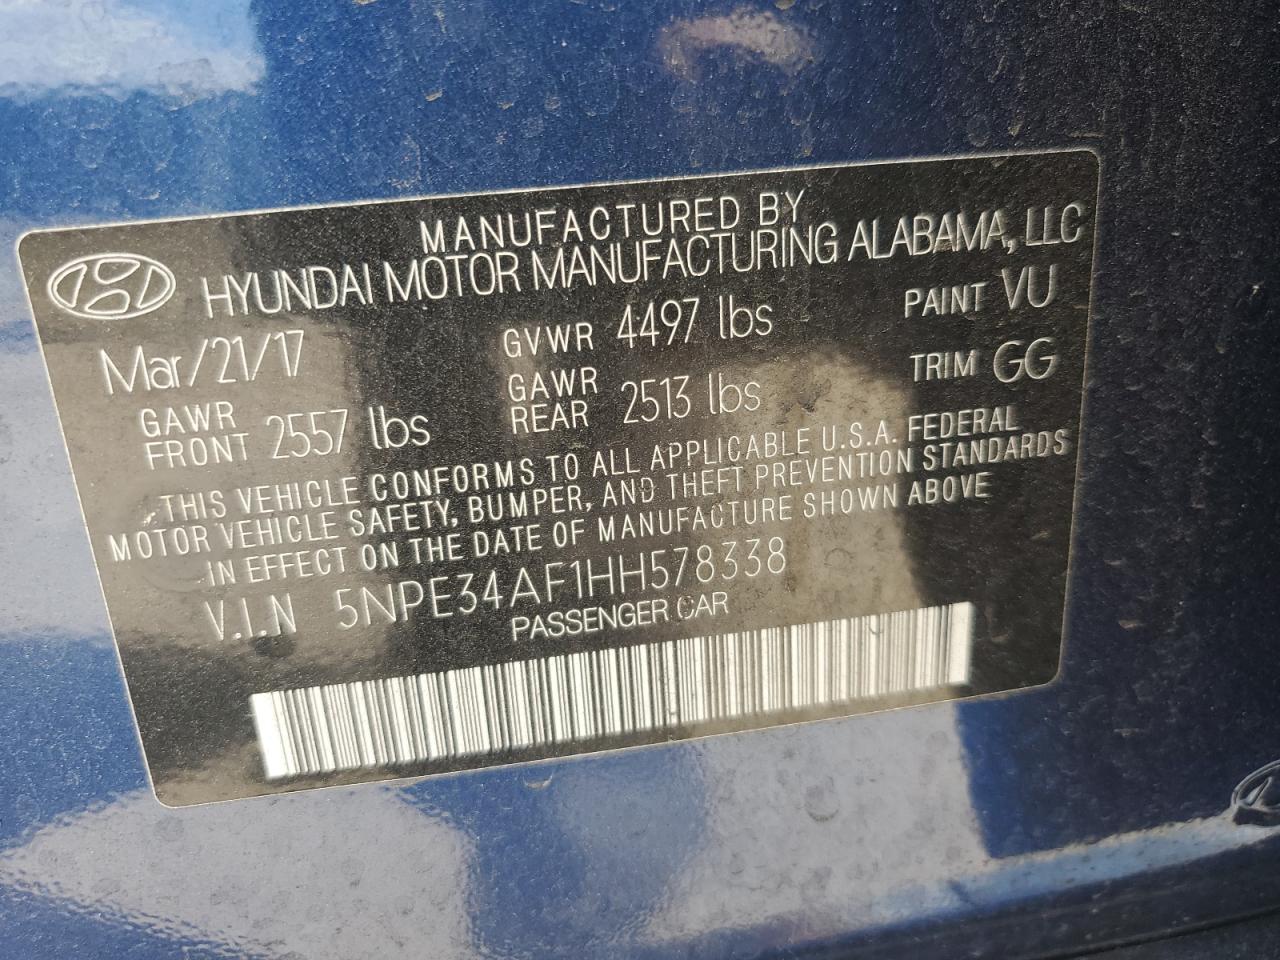 MANUFACTURED BY
HYUNDAI MOTOR MANUFACTURING ALABAMA, LLC
Mar/21/17 GVWR 4497 lbs PAINT VU
GAWR FRONT 2557 lbs GAWR REAR 2513 lbs TRIM GG
THIS VEHICLE CONFORMS TO ALL APPLICABLE U.S.A. FEDERAL
MOTOR VEHICLE SAFETY, BUMPER, AND THEFT PREVENTION STANDARDS
IN EFFECT ON THE DATE OF MANUFACTURE SHOWN ABOVE
V.I.N 5NPE34AF1HH578338
PASSENGER CAR